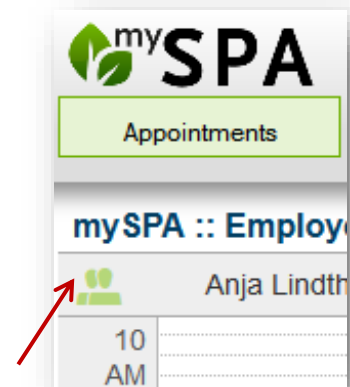 mySPA
Appointments
mySPA :: Employe
Anja Lindth
10
AM